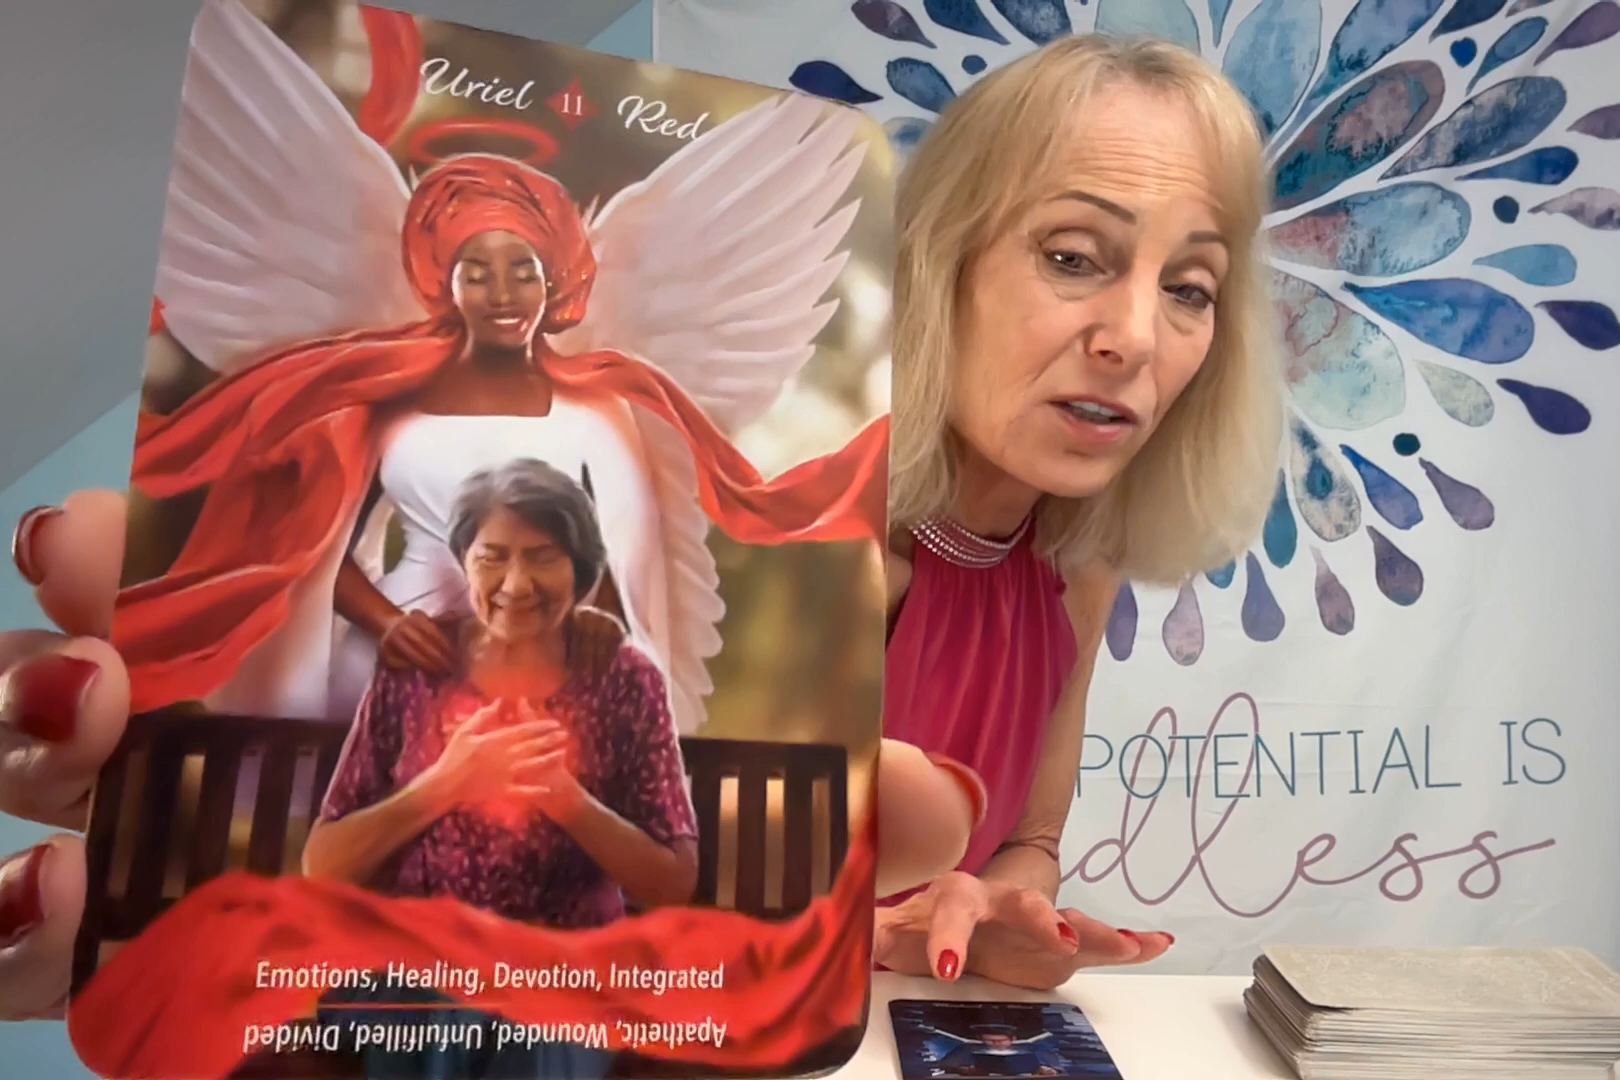 Uriel 11 Red
Emotions, Healing, Devotion, Integrated
Apathetic, Wounded, Unfulfilled, Divided
POTENTIAL IS
dless